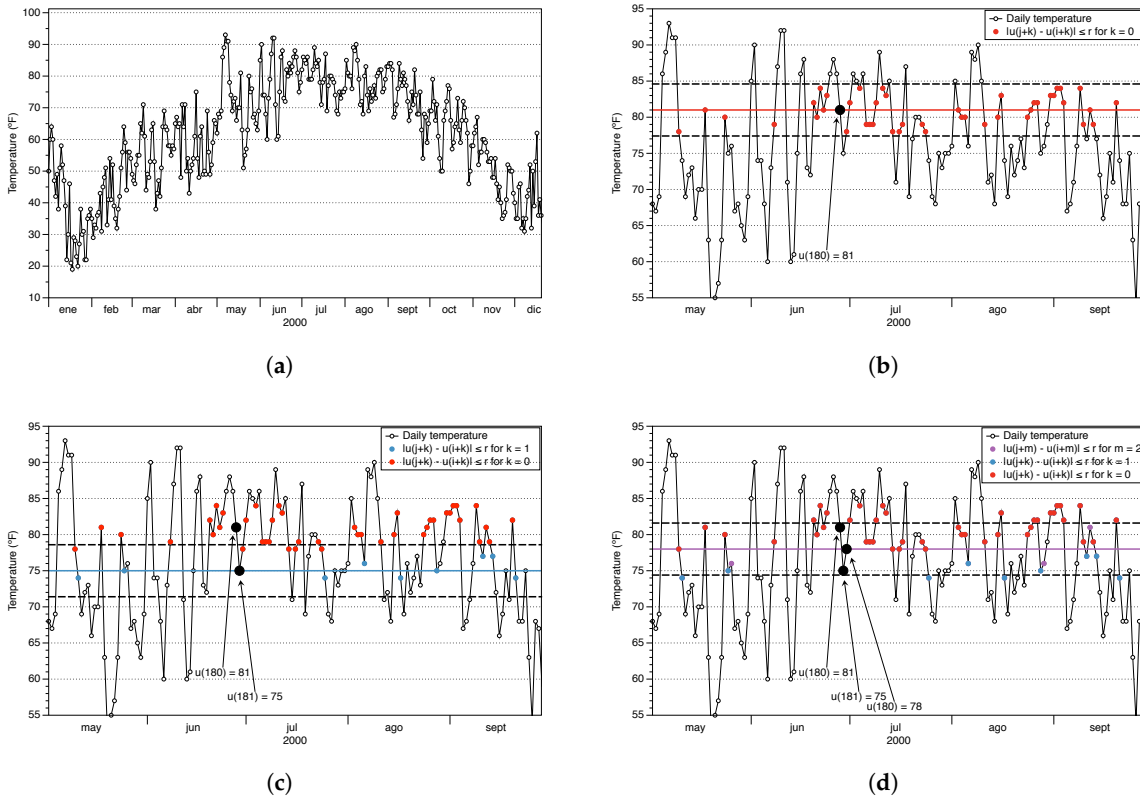 100
90
80
70
60
50
40
30
20
10
Temperature (ºF)
ene feb mar abr may jun jul ago sept oct nov dic
2000
(a)
95
90
85
80
75
70
65
60
55
Temperature (ºF)
Daily temperature
|u(j+k) - u(i+k)| ≤ r for k = 0
u(180) = 81
may jun jul ago sept
2000
(b)
95
90
85
80
75
70
65
60
55
Temperature (ºF)
Daily temperature
|u(j+k) - u(i+k)| ≤ r for k = 1
|u(j+k) - u(i+k)| ≤ r for k = 0
u(180) = 81
u(181) = 75
may jun jul ago sept
2000
(c)
95
90
85
80
75
70
65
60
55
Temperature (ºF)
Daily temperature
|u(j+m) - u(i+m)| ≤ r for m = 2
|u(j+k) - u(i+k)| ≤ r for k = 1
|u(j+k) - u(i+k)| ≤ r for k = 0
u(180) = 81
u(181) = 75
u(180) = 78
may jun jul ago sept
2000
(d)